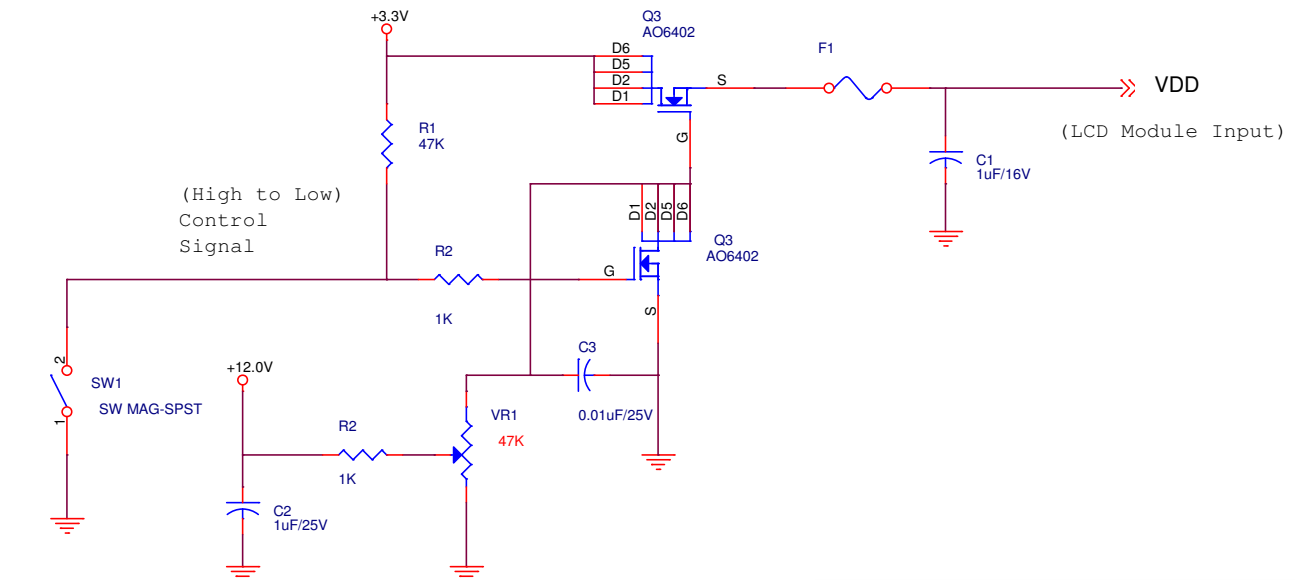 +3.3V
Q3
AO6402
D6
D5
D2
D1
S
G
F1
VDD
(LCD Module Input)
R1
47K
C1
1uF/16V
(High to Low)
Control
Signal
D1
D2
D5
D6
Q3
AO6402
R2
G
1K
S
2
SW1
SW MAG-SPST
1
+12.0V
C3
0.01uF/25V
VR1
47K
R2
1K
C2
1uF/25V